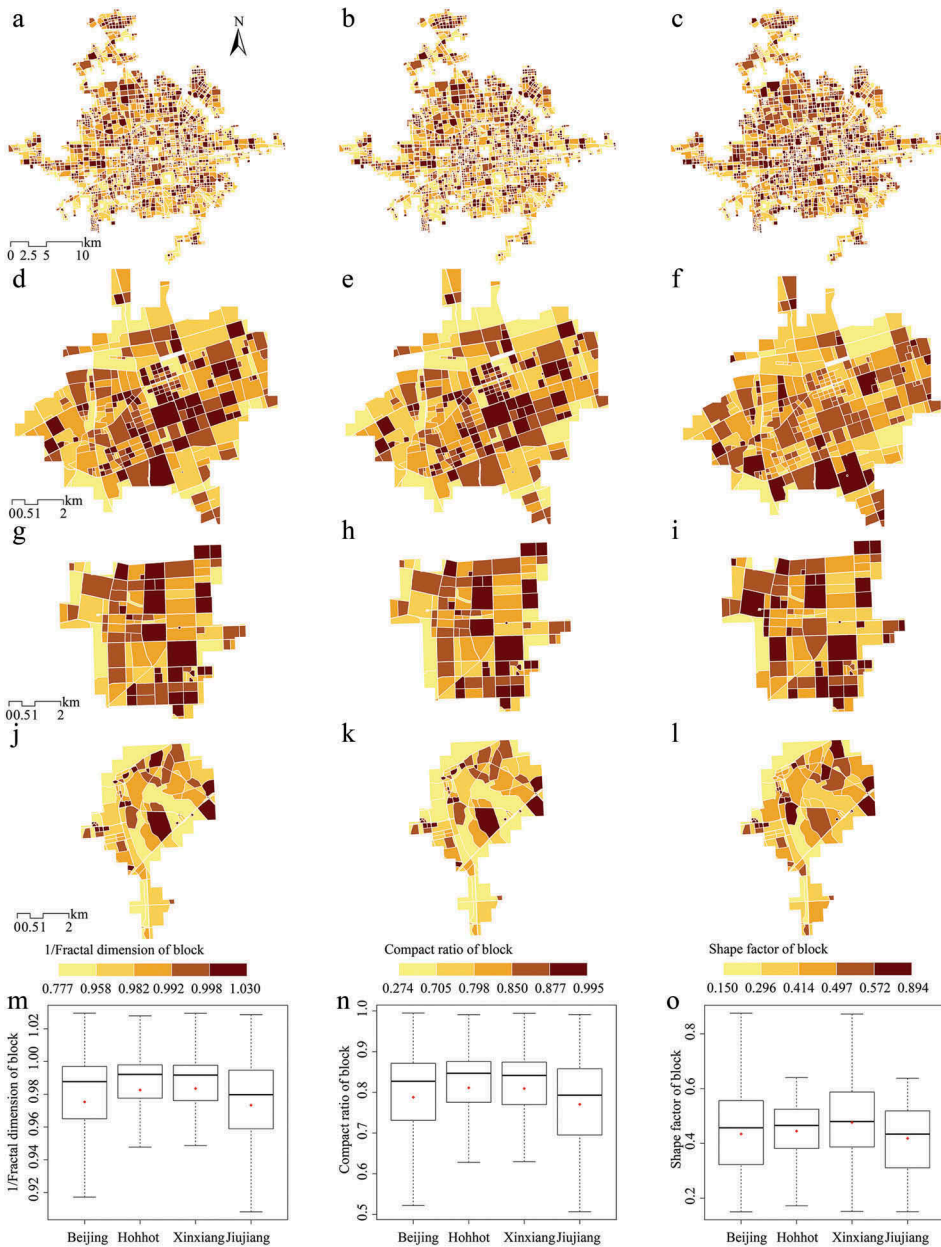 a
N
b
c
km
0 2.5 5 10
d
e
f
km
00.51 2
g
h
i
km
00.51 2
j
k
l
km
00.51 2
1/Fractal dimension of block
0.777 0.958 0.982 0.992 0.998 1.030
Compact ratio of block
0.274 0.705 0.798 0.850 0.877 0.995
Shape factor of block
0.150 0.296 0.414 0.497 0.572 0.894
m
1/Fractal dimension of block
1.02
1.00
0.98
0.96
0.94
0.92
Beijing Hohhot Xinxiang Jiujiang
n
Compact ratio of block
1.0
0.9
0.8
0.7
0.6
0.5
Beijing Hohhot Xinxiang Jiujiang
o
Shape factor of block
0.8
0.6
0.4
0.2
Beijing Hohhot Xinxiang Jiujiang